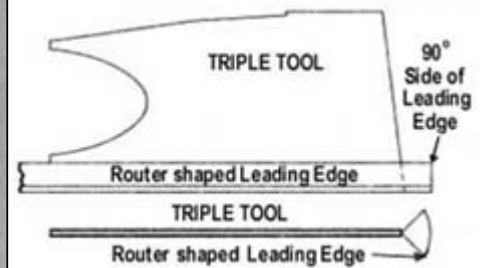 TRIPLE TOOL
90°
Side of
Leading
Edge
Router shaped Leading Edge
TRIPLE TOOL
Router shaped Leading Edge